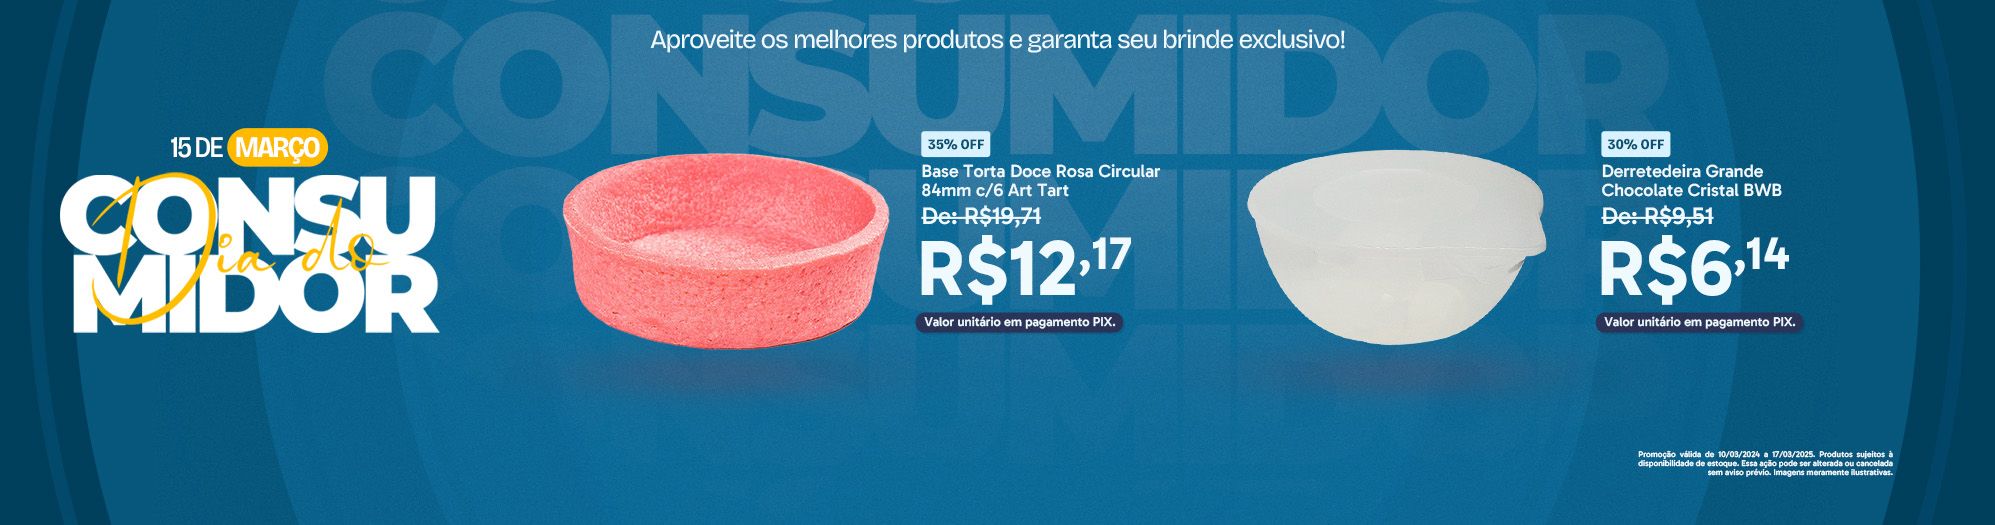 Aproveite os melhores produtos e garanta seu brinde exclusivo!
CONSUMIDOR
15 DE MARÇO
Dia do
CONSU
MIDOR
35% OFF
Base Torta Doce Rosa Circular
84mm c/6 Art Tart
De: R$19,71
R$12,17
Valor unitário em pagamento PIX.
30% OFF
Derretedeira Grande
Chocolate Cristal BWB
De: R$9,51
R$6,14
Valor unitário em pagamento PIX.
Promoção válida de 10/03/2024 a 17/03/2025. Produtos sujeitos à
disponibilidade de estoque. Essa ação pode ser alterada ou cancelada
sem aviso prévio. Imagens meramente ilustrativas.